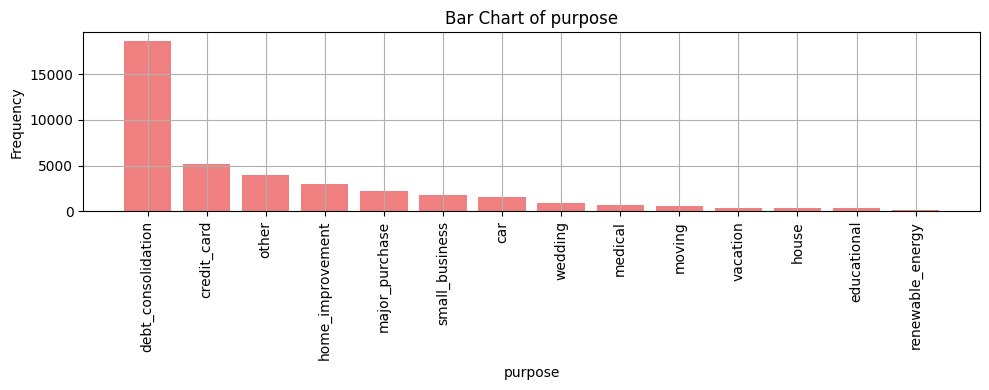 Bar Chart of purpose
Frequency
15000
10000
5000
0
debt_consolidation
credit_card
other
home_improvement
major_purchase
small_business
car
wedding
medical
moving
vacation
house
educational
renewable_energy
purpose